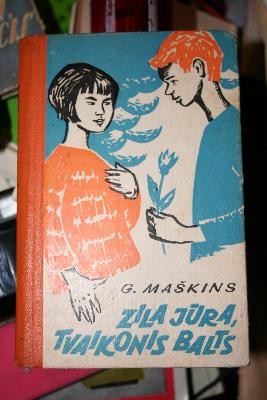 G. MAŠKINS
ZILA JŪRA,
TVAIKONIS BALTS